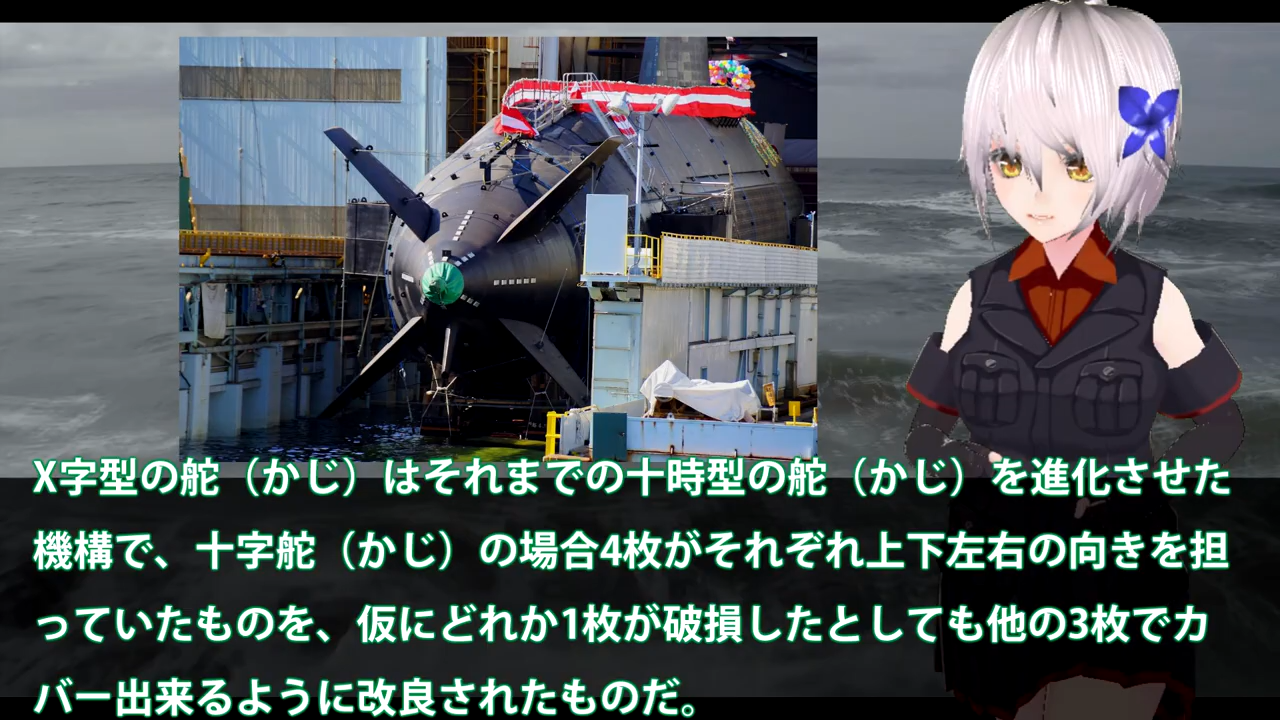 X字型の舵（かじ）はそれまでの十時型の舵（かじ）を進化させた
機構で、十字舵（かじ）の場合4枚がそれぞれ上下左右の向きを担
っていたものを、仮にどれか1枚が破損したとしても他の3枚でカ
バー出来るように改良されたものだ。